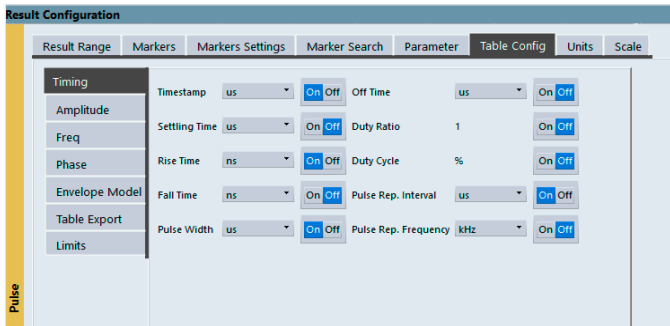 Result Configuration
Result Range Markers Markers Settings Marker Search Parameter Table Config Units Scale
Timing
Amplitude
Freq
Phase
Envelope Model
Table Export
Limits
Timestamp us On Off Off Time us On Off
Settling Time us On Off Duty Ratio 1 On Off
Rise Time ns On Off Duty Cycle % On Off
Fall Time ns On Off Pulse Rep. Interval us On Off
Pulse Width us On Off Pulse Rep. Frequency kHz On Off
Pulse